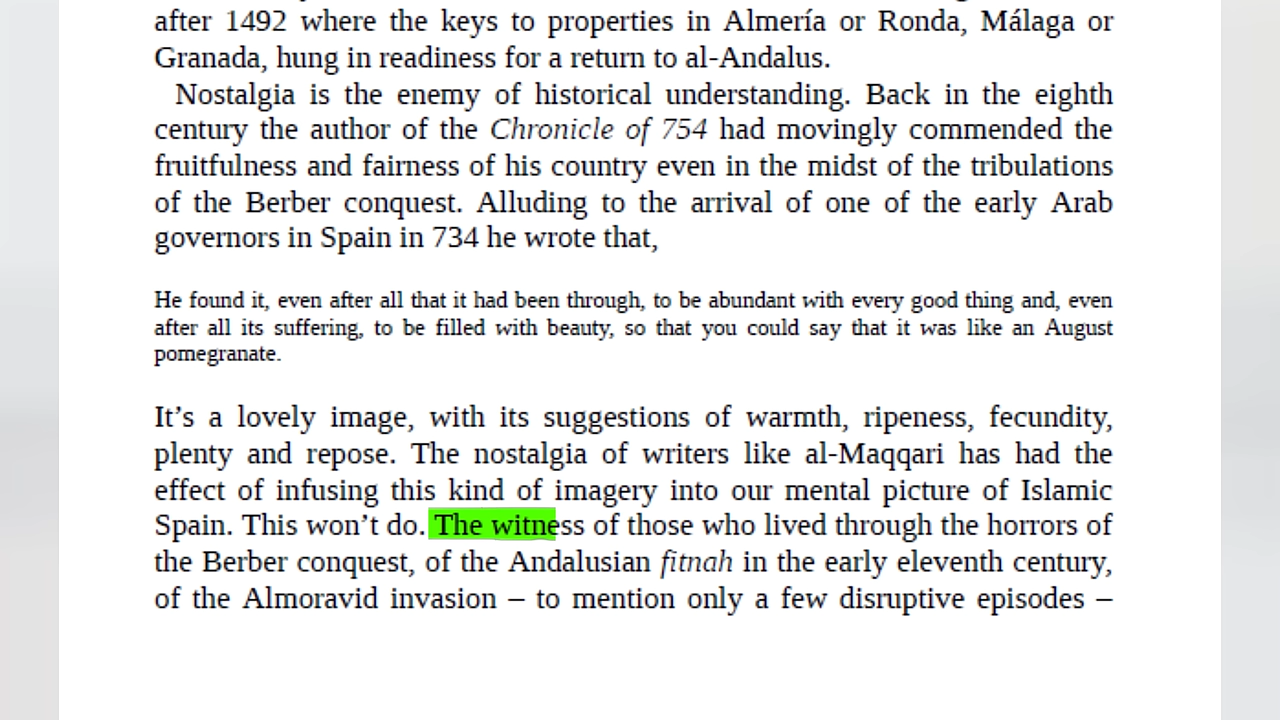 after 1492 where the keys to properties in Almería or Ronda, Málaga or
Granada, hung in readiness for a return to al-Andalus.
Nostalgia is the enemy of historical understanding. Back in the eighth
century the author of the Chronicle of 754 had movingly commended the
fruitfulness and fairness of his country even in the midst of the tribulations
of the Berber conquest. Alluding to the arrival of one of the early Arab
governors in Spain in 734 he wrote that,
He found it, even after all that it had been through, to be abundant with every good thing and, even
after all its suffering, to be filled with beauty, so that you could say that it was like an August
pomegranate.
It’s a lovely image, with its suggestions of warmth, ripeness, fecundity,
plenty and repose. The nostalgia of writers like al-Maqqari has had the
effect of infusing this kind of imagery into our mental picture of Islamic
Spain. This won’t do. The witness of those who lived through the horrors of
the Berber conquest, of the Andalusian fitnah in the early eleventh century,
of the Almoravid invasion – to mention only a few disruptive episodes –